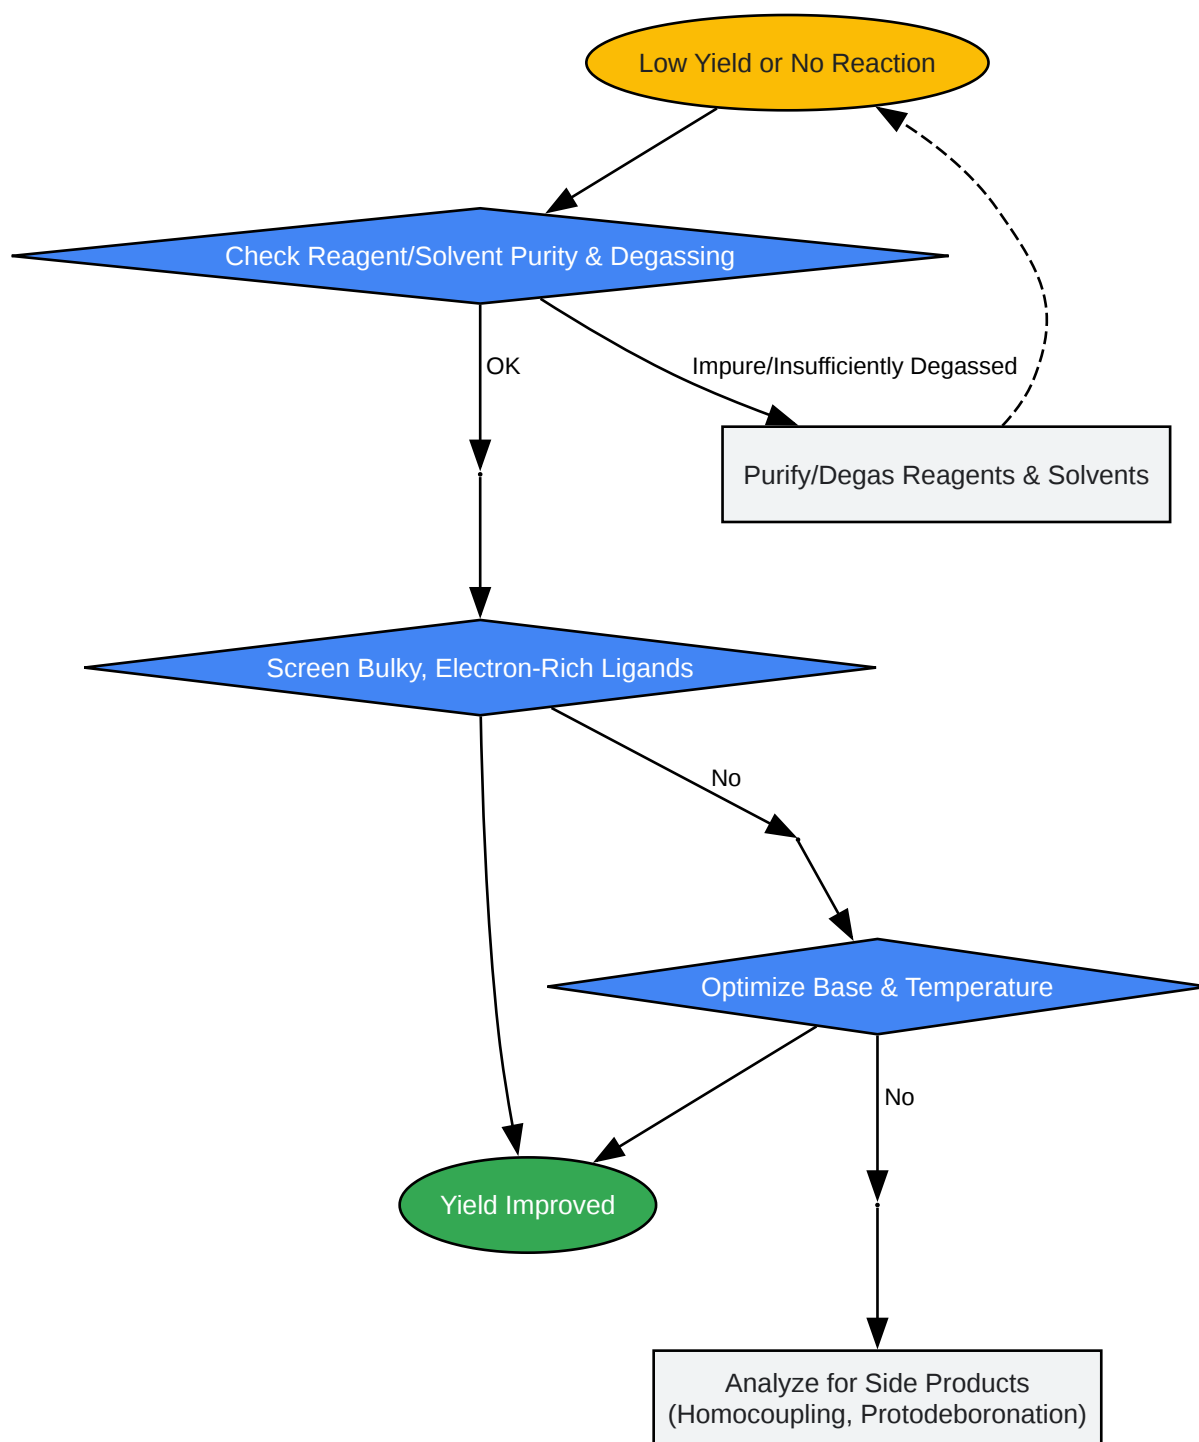 Low Yield or No Reaction
Check Reagent/Solvent Purity & Degassing
OK
Impure/Insufficiently Degassed
Purify/Degas Reagents & Solvents
Screen Bulky, Electron-Rich Ligands
No
Optimize Base & Temperature
No
Yield Improved
Analyze for Side Products
(Homocoupling, Protodeboronation)